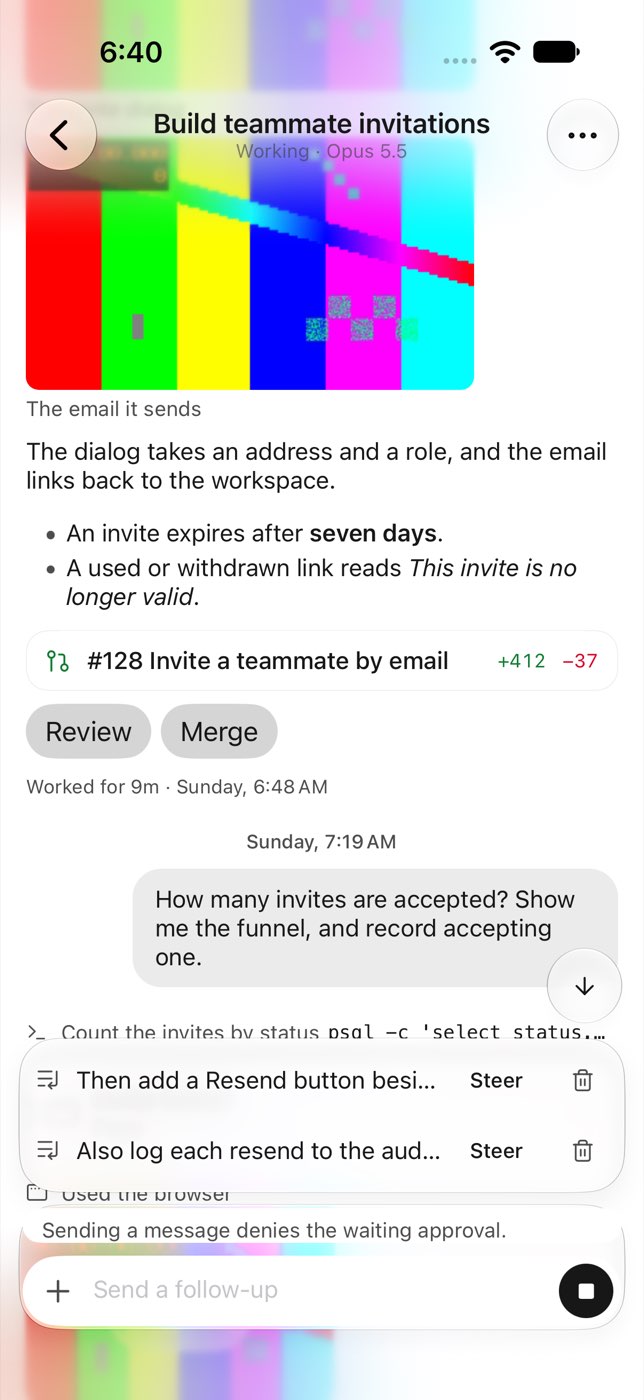 6:40
Build teammate invitations
Working · Opus 5.5
The email it sends
The dialog takes an address and a role, and the email
links back to the workspace.
• An invite expires after seven days.
• A used or withdrawn link reads This invite is no
longer valid.
#128 Invite a teammate by email +412 −37
Review Merge
Worked for 9m · Sunday, 6:48 AM
Sunday, 7:19 AM
How many invites are accepted? Show
me the funnel, and record accepting
one.
Count the invites by status psql -c 'select status,…
Then add a Resend button besi... Steer
Also log each resend to the aud... Steer
Used the browser
Sending a message denies the waiting approval.
Send a follow-up